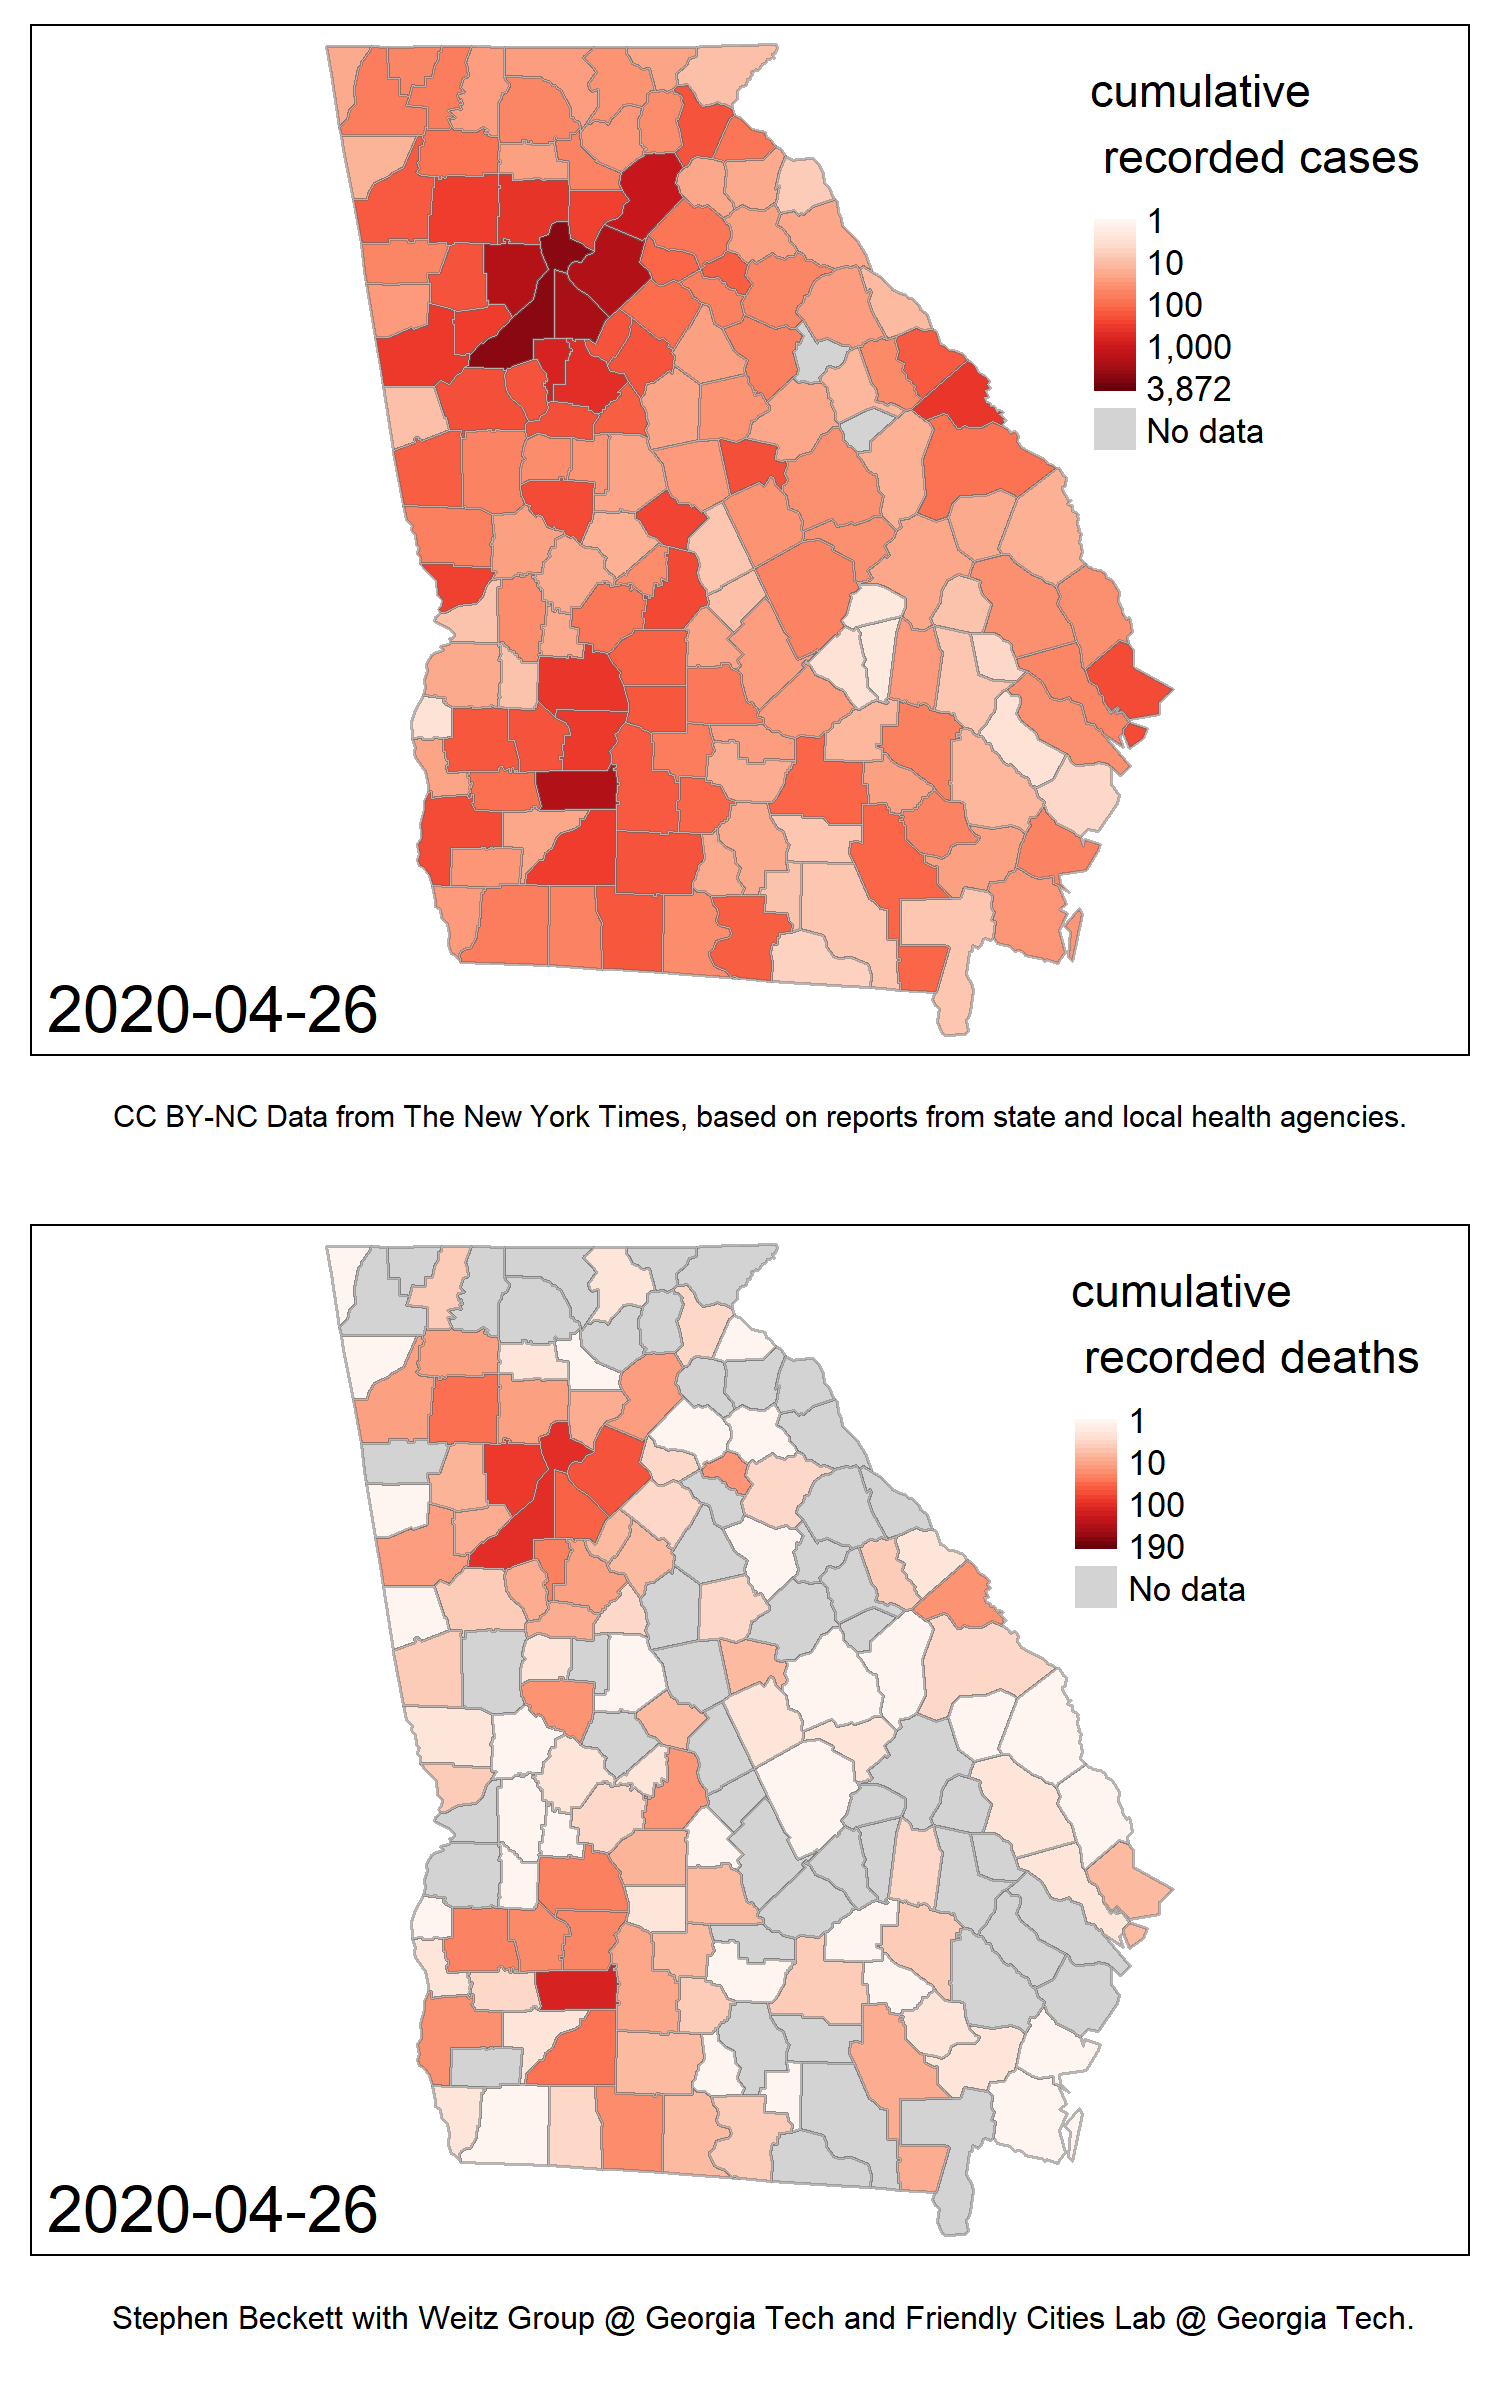 cumulative
recorded cases
1
10
100
1,000
3,872
No data
2020-04-26
CC BY-NC Data from The New York Times, based on reports from state and local health agencies.
cumulative
recorded deaths
1
10
100
190
No data
2020-04-26
Stephen Beckett with Weitz Group @ Georgia Tech and Friendly Cities Lab @ Georgia Tech.